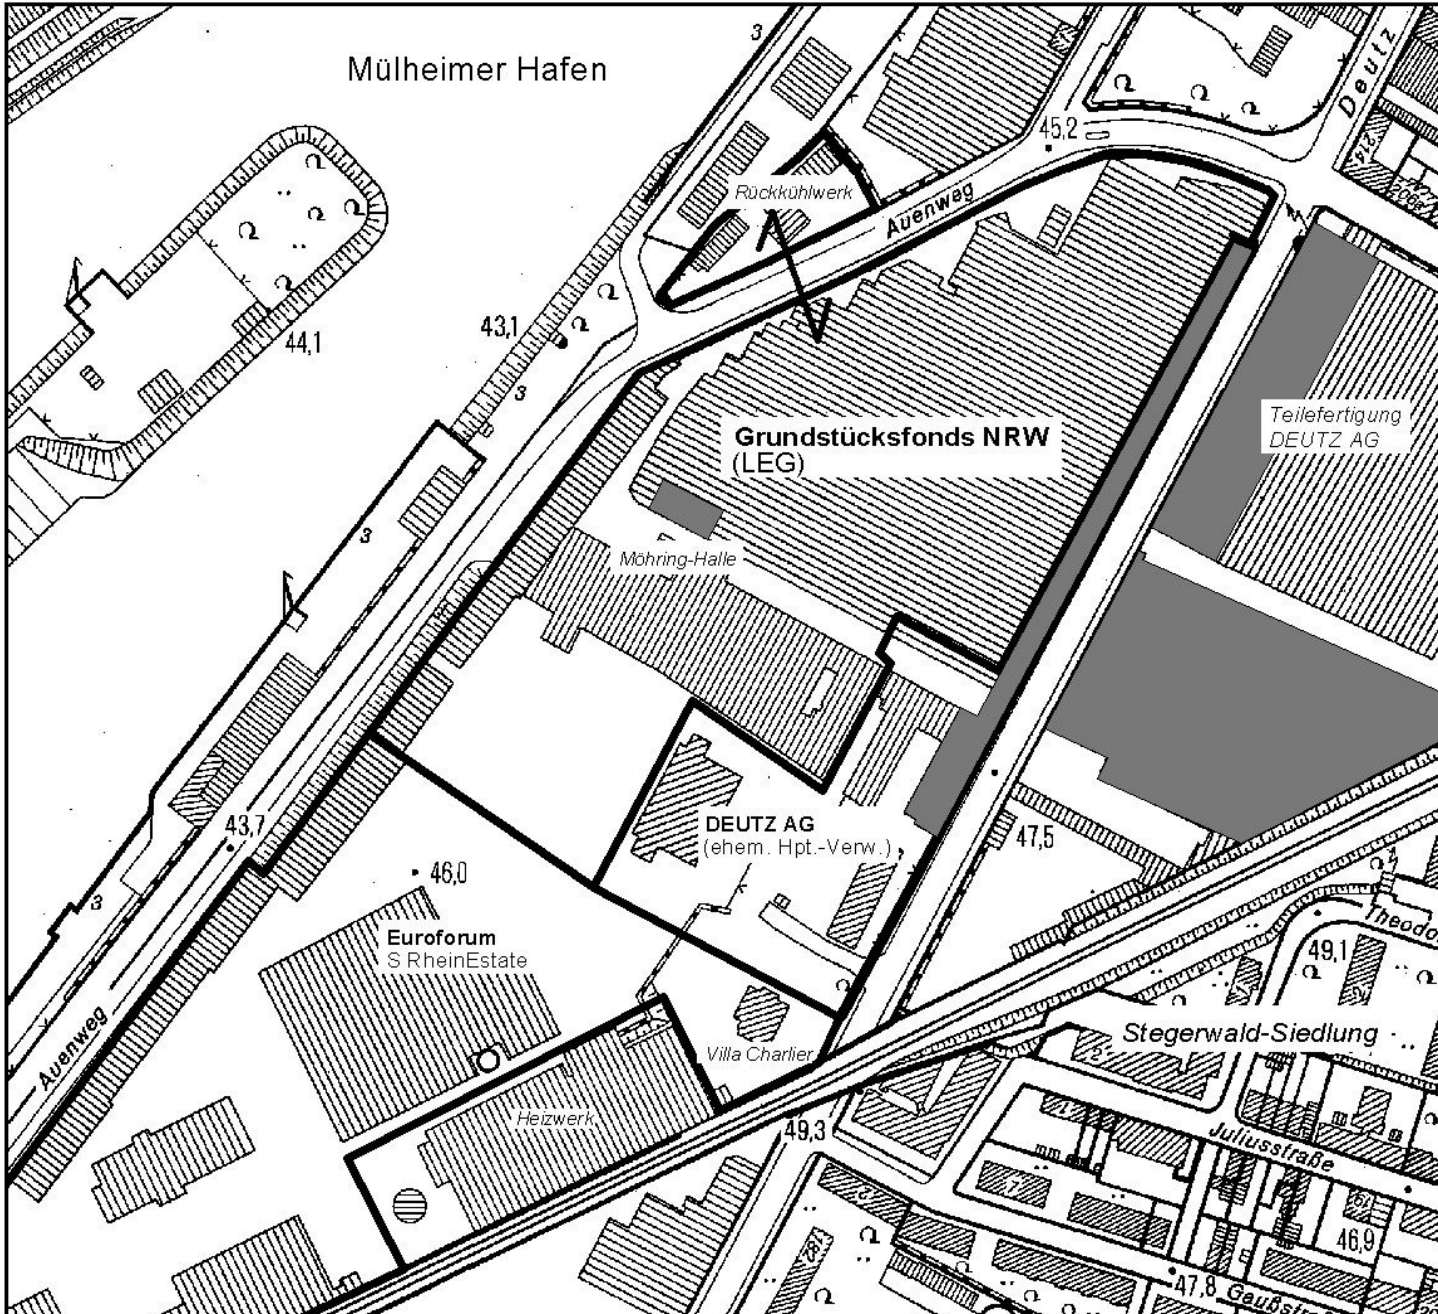 Mülheimer Hafen
3
Deutz
45,2
Rückkühlwerk
Auenweg
44,1
43,1
3
Teilefertigung
DEUTZ AG
Grundstücksfonds NRW
(LEG)
3
Möhring-Halle
43,7
DEUTZ AG
(ehem. Hpt.-Verw.)
47,5
46,0
3
Euroforum
S RheinEstate
Theodo
49,1
Auenweg
Villa Charlier
Stegerwald-Siedlung
Heizwerk
49,3
Juliusstraße
46,9
47,8
Gaußstr